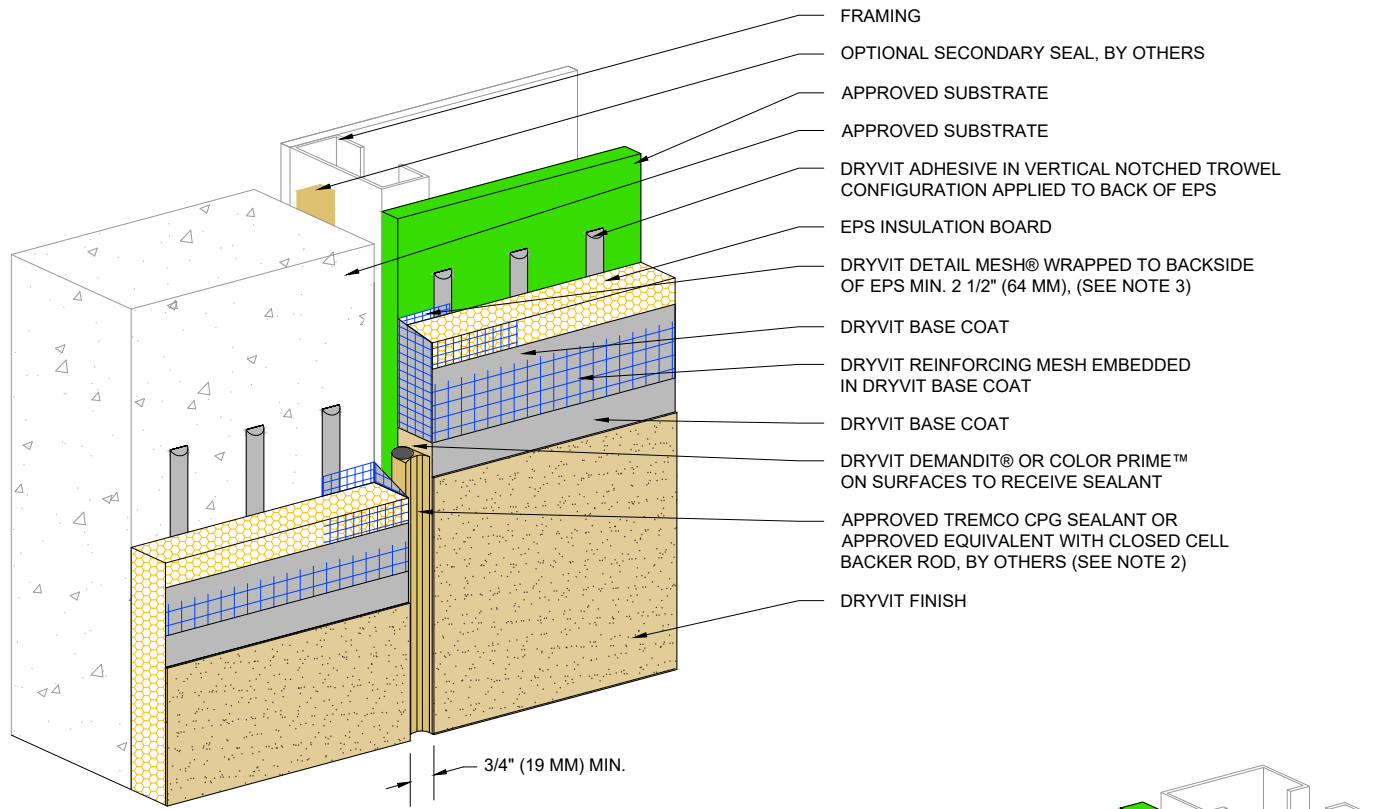 FRAMING
OPTIONAL SECONDARY SEAL, BY OTHERS
APPROVED SUBSTRATE
APPROVED SUBSTRATE
DRYVIT ADHESIVE IN VERTICAL NOTCHED TROWEL
CONFIGURATION APPLIED TO BACK OF EPS
EPS INSULATION BOARD
DRYVIT DETAIL MESH® WRAPPED TO BACKSIDE
OF EPS MIN. 2 1/2" (64 MM), (SEE NOTE 3)
DRYVIT BASE COAT
DRYVIT REINFORCING MESH EMBEDDED
IN DRYVIT BASE COAT
DRYVIT BASE COAT
DRYVIT DEMANDIT® OR COLOR PRIME™
ON SURFACES TO RECEIVE SEALANT
APPROVED TREMCO CPG SEALANT OR
APPROVED EQUIVALENT WITH CLOSED CELL
BACKER ROD, BY OTHERS (SEE NOTE 2)
DRYVIT FINISH
3/4" (19 MM) MIN.